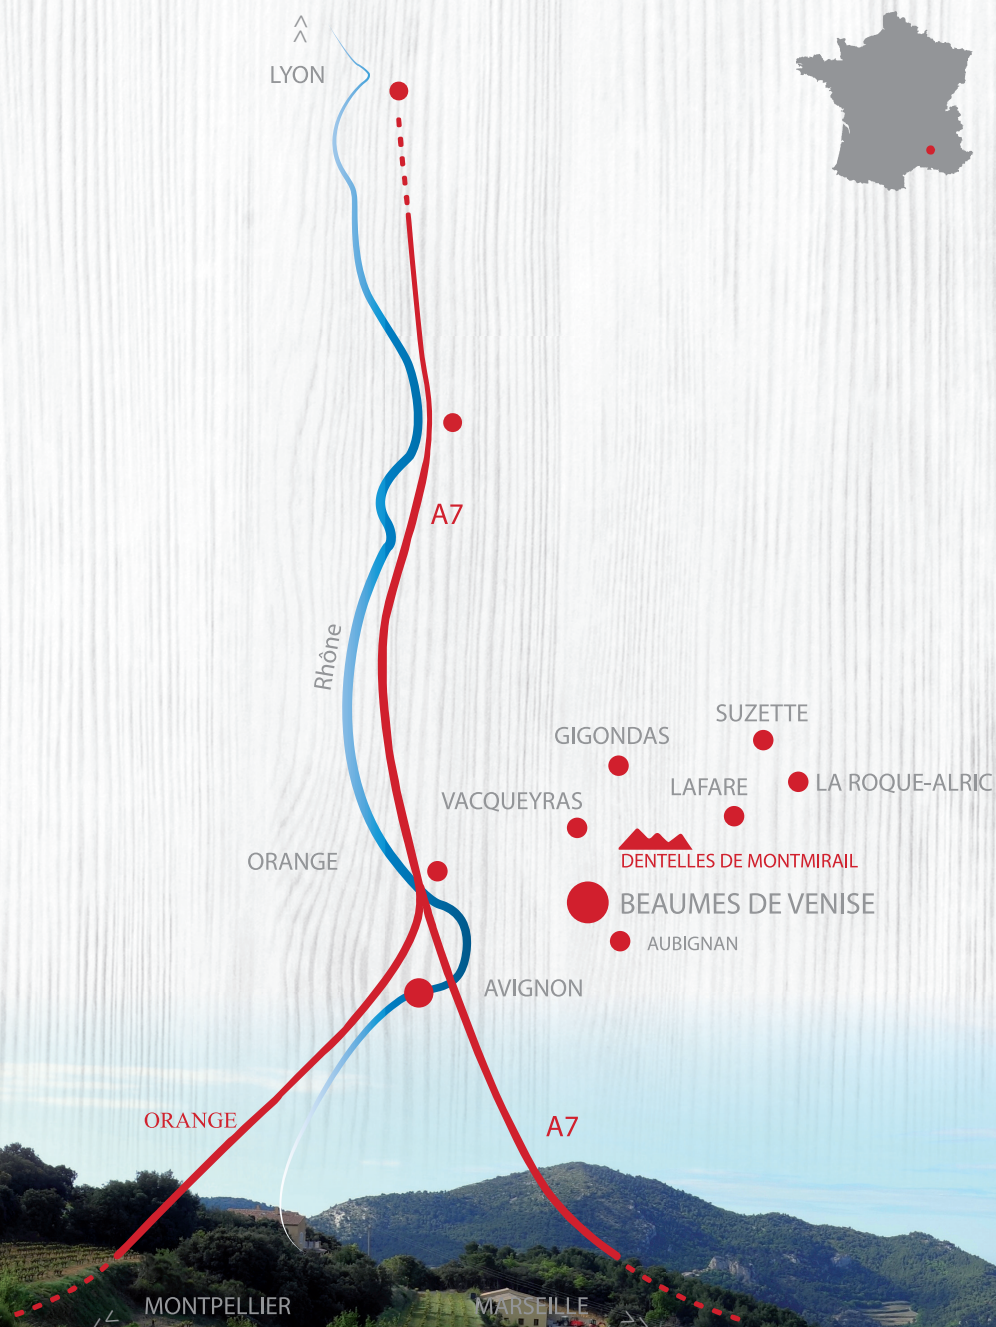 LYON
A7
Rhône
SUZETTE
GIGONDAS
LA ROQUE-ALRIC
LAFARE
VACQUEYRAS
DENTELLES DE MONTMIRAIL
ORANGE
BEAUMES DE VENISE
AUBIGNAN
AVIGNON
ORANGE
A7
MONTPELLIER
MARSEILLE